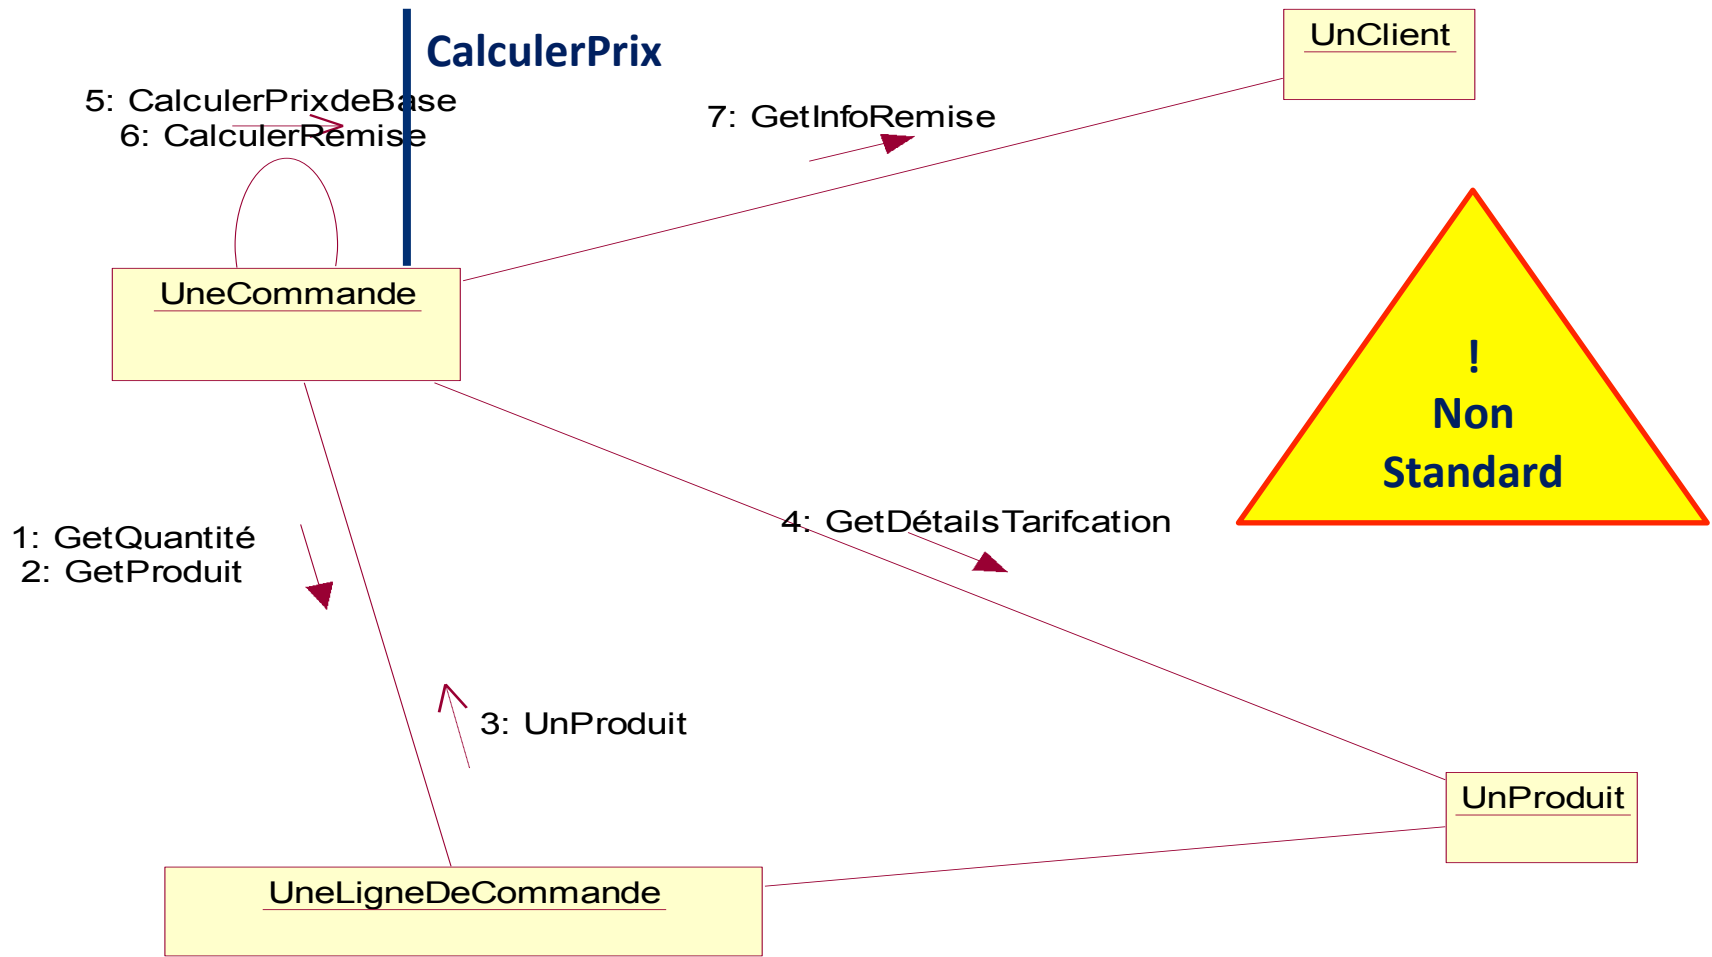 CalculerPrix
UnClient
5: CalculerPrixdeBase
6: CalculerRemise
7: GetInfoRemise
UneCommande
!
Non
Standard
4: GetDétailsTarifcation
1: GetQuantité
2: GetProduit
3: UnProduit
UnProduit
UneLigneDeCommande